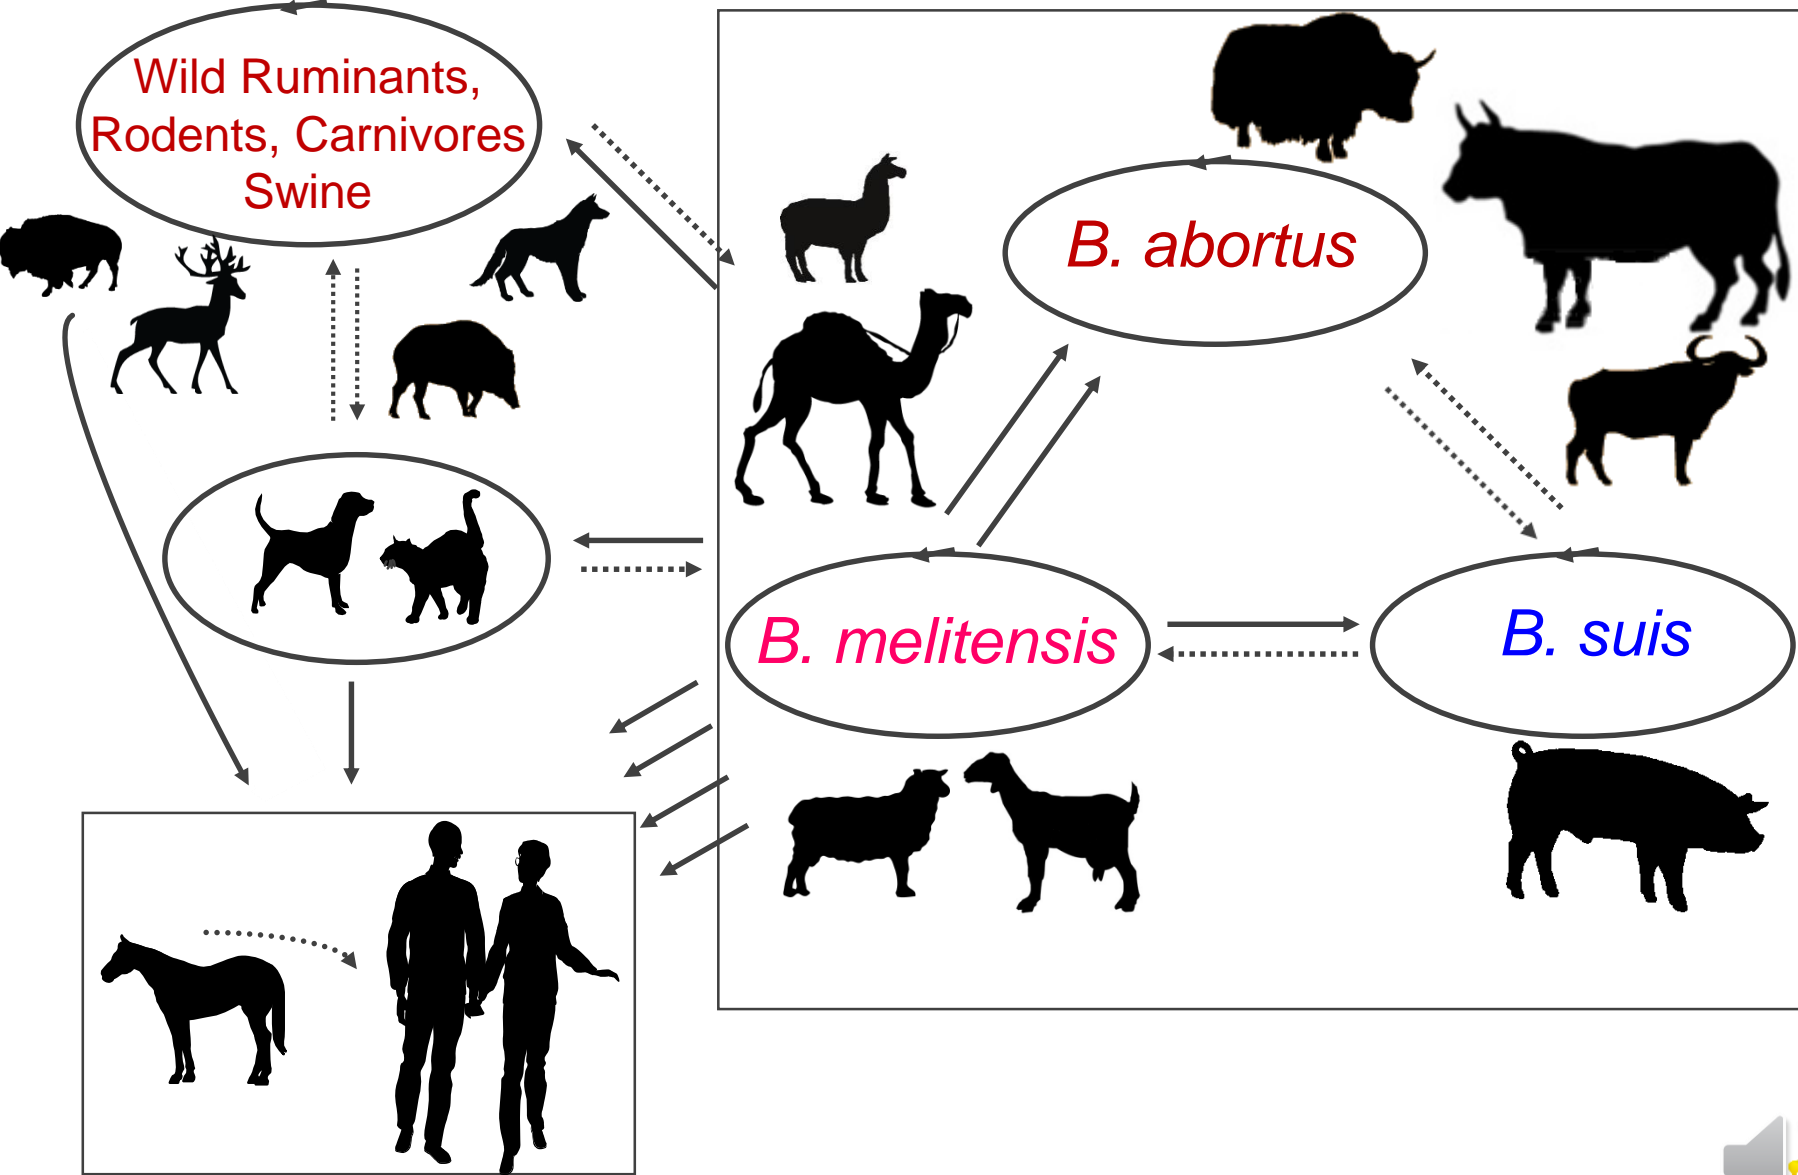 Wild Ruminants,
Rodents, Carnivores
Swine
B. abortus
B. melitensis
B. suis